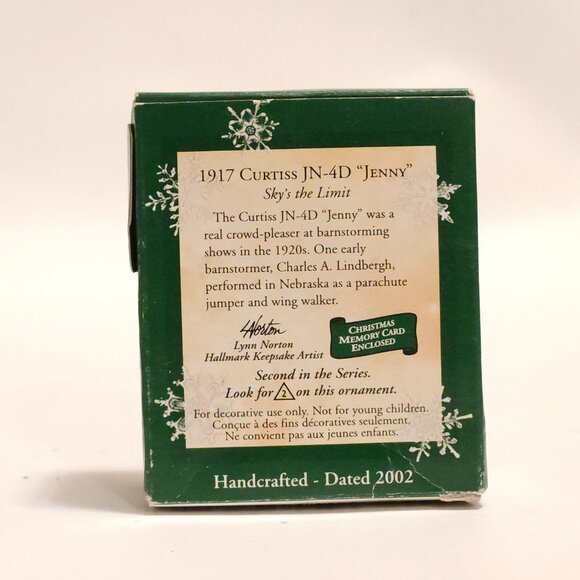 1917 Curtiss JN-4D “Jenny”
Sky's the Limit
The Curtiss JN-4D “Jenny” was a
real crowd-pleaser at barnstorming
shows in the 1920s. One early
barnstormer, Charles A. Lindbergh,
performed in Nebraska as a parachute
jumper and wing walker.
LNorton
Lynn Norton
Hallmark Keepsake Artist
Christmas
Memory Card
Enclosed
Second in the Series.
Look for 2 on this ornament.
For decorative use only. Not for young children.
Conçue à des fins décoratives seulement.
Ne convient pas aux jeunes enfants.
Handcrafted - Dated 2002